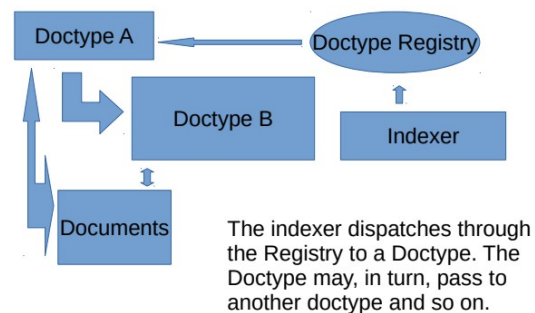 Doctype A
Doctype Registry
Doctype B
Indexer
Documents
The indexer dispatches through
the Registry to a Doctype. The
Doctype may, in turn, pass to
another doctype and so on.